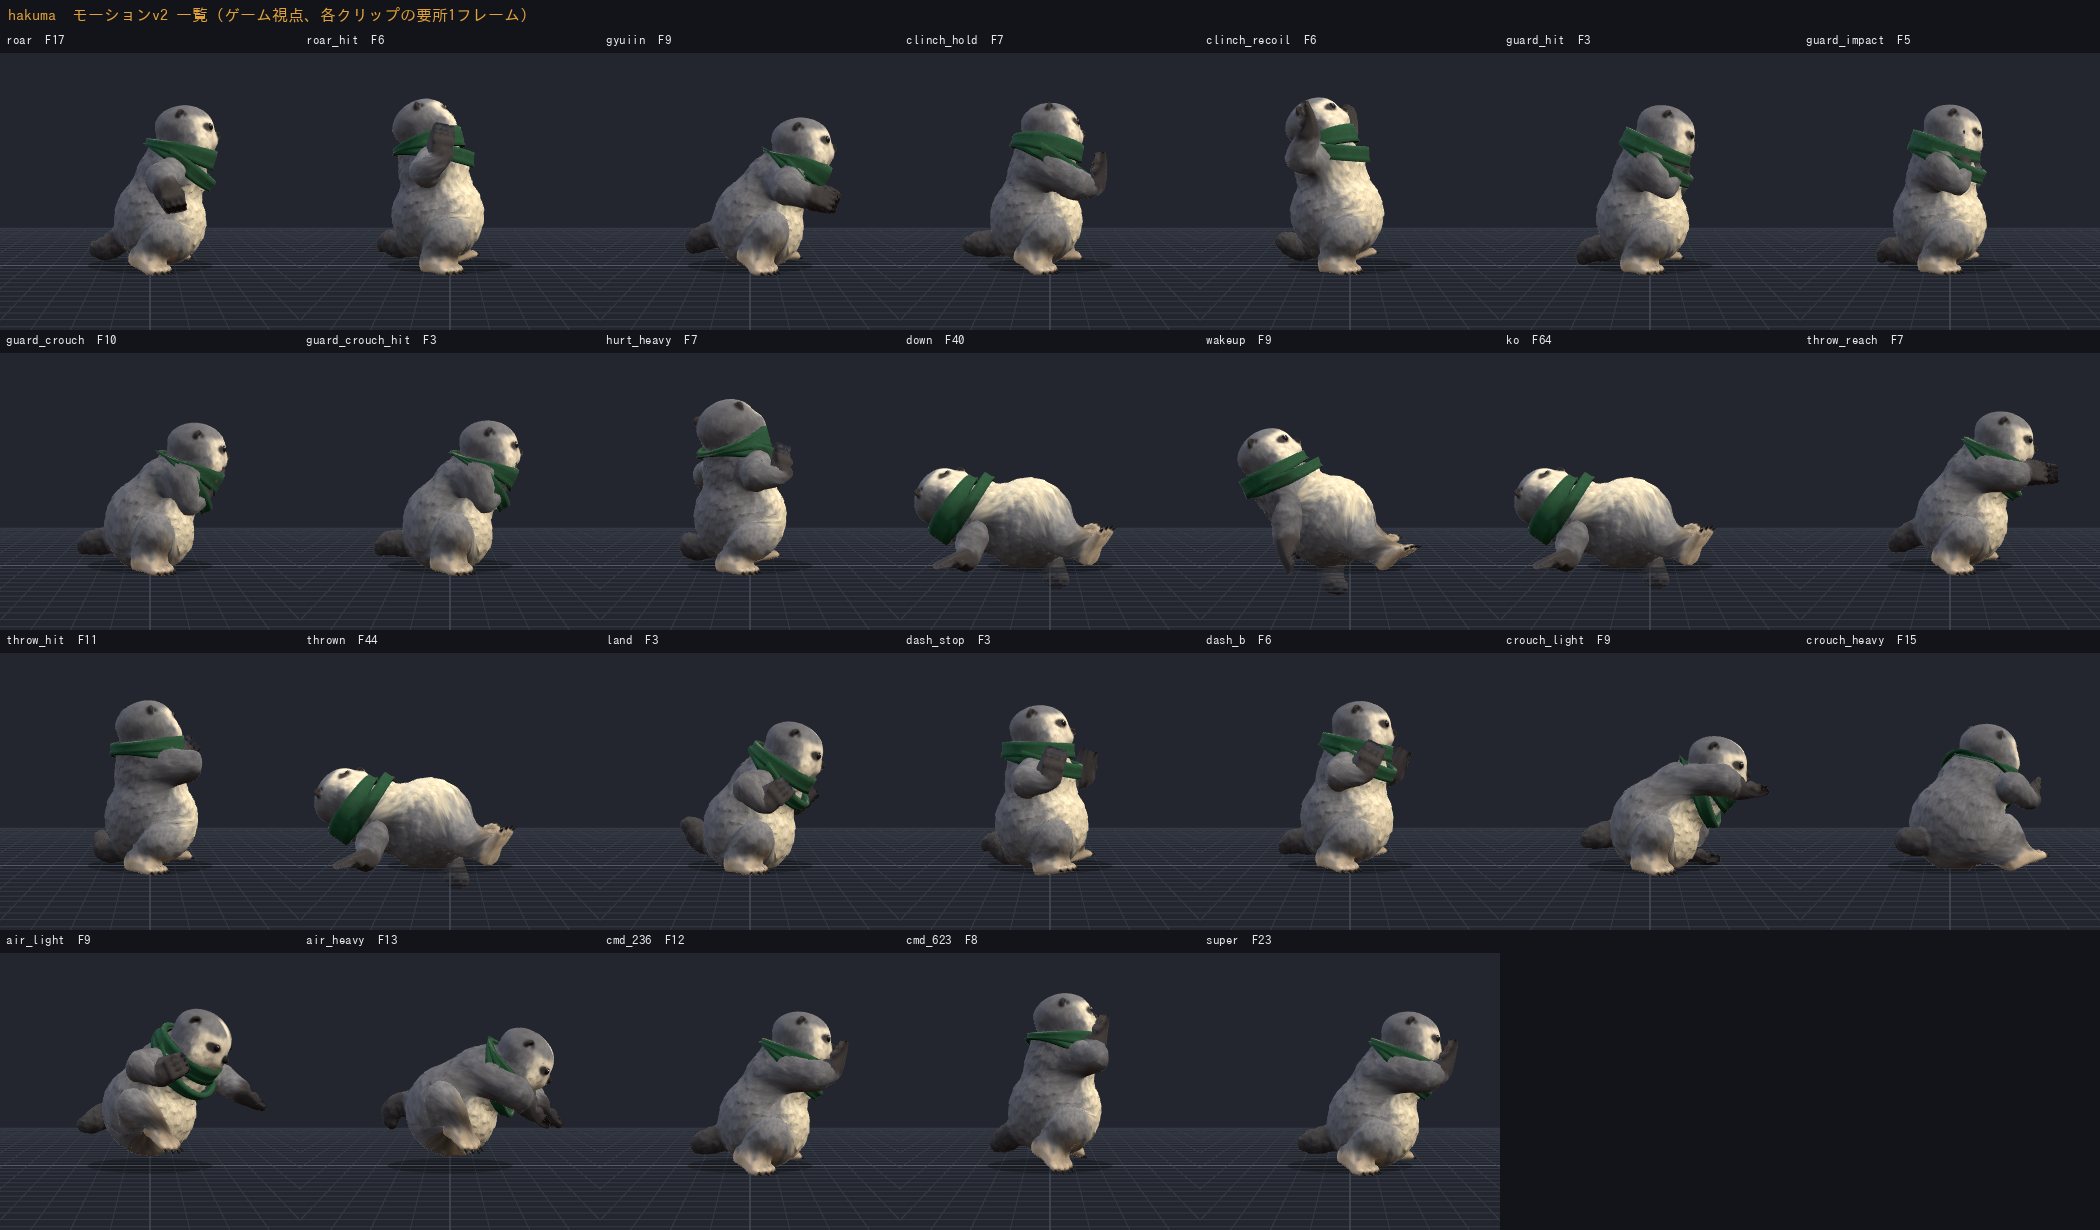 hakuma モーションv2 一覧（ゲーム視点、各クリップの要所1フレーム）
roar F17
roar_hit F6
gyuiin F9
clinch_hold F7
clinch_recoil F6
guard_hit F3
guard_impact F5
guard_crouch F10
guard_crouch_hit F3
hurt_heavy F7
down F40
wakeup F9
ko F64
throw_reach F7
throw_hit F11
thrown F44
land F3
dash_stop F3
dash_b F6
crouch_light F9
crouch_heavy F15
air_light F9
air_heavy F13
cmd_236 F12
cmd_623 F8
super F23